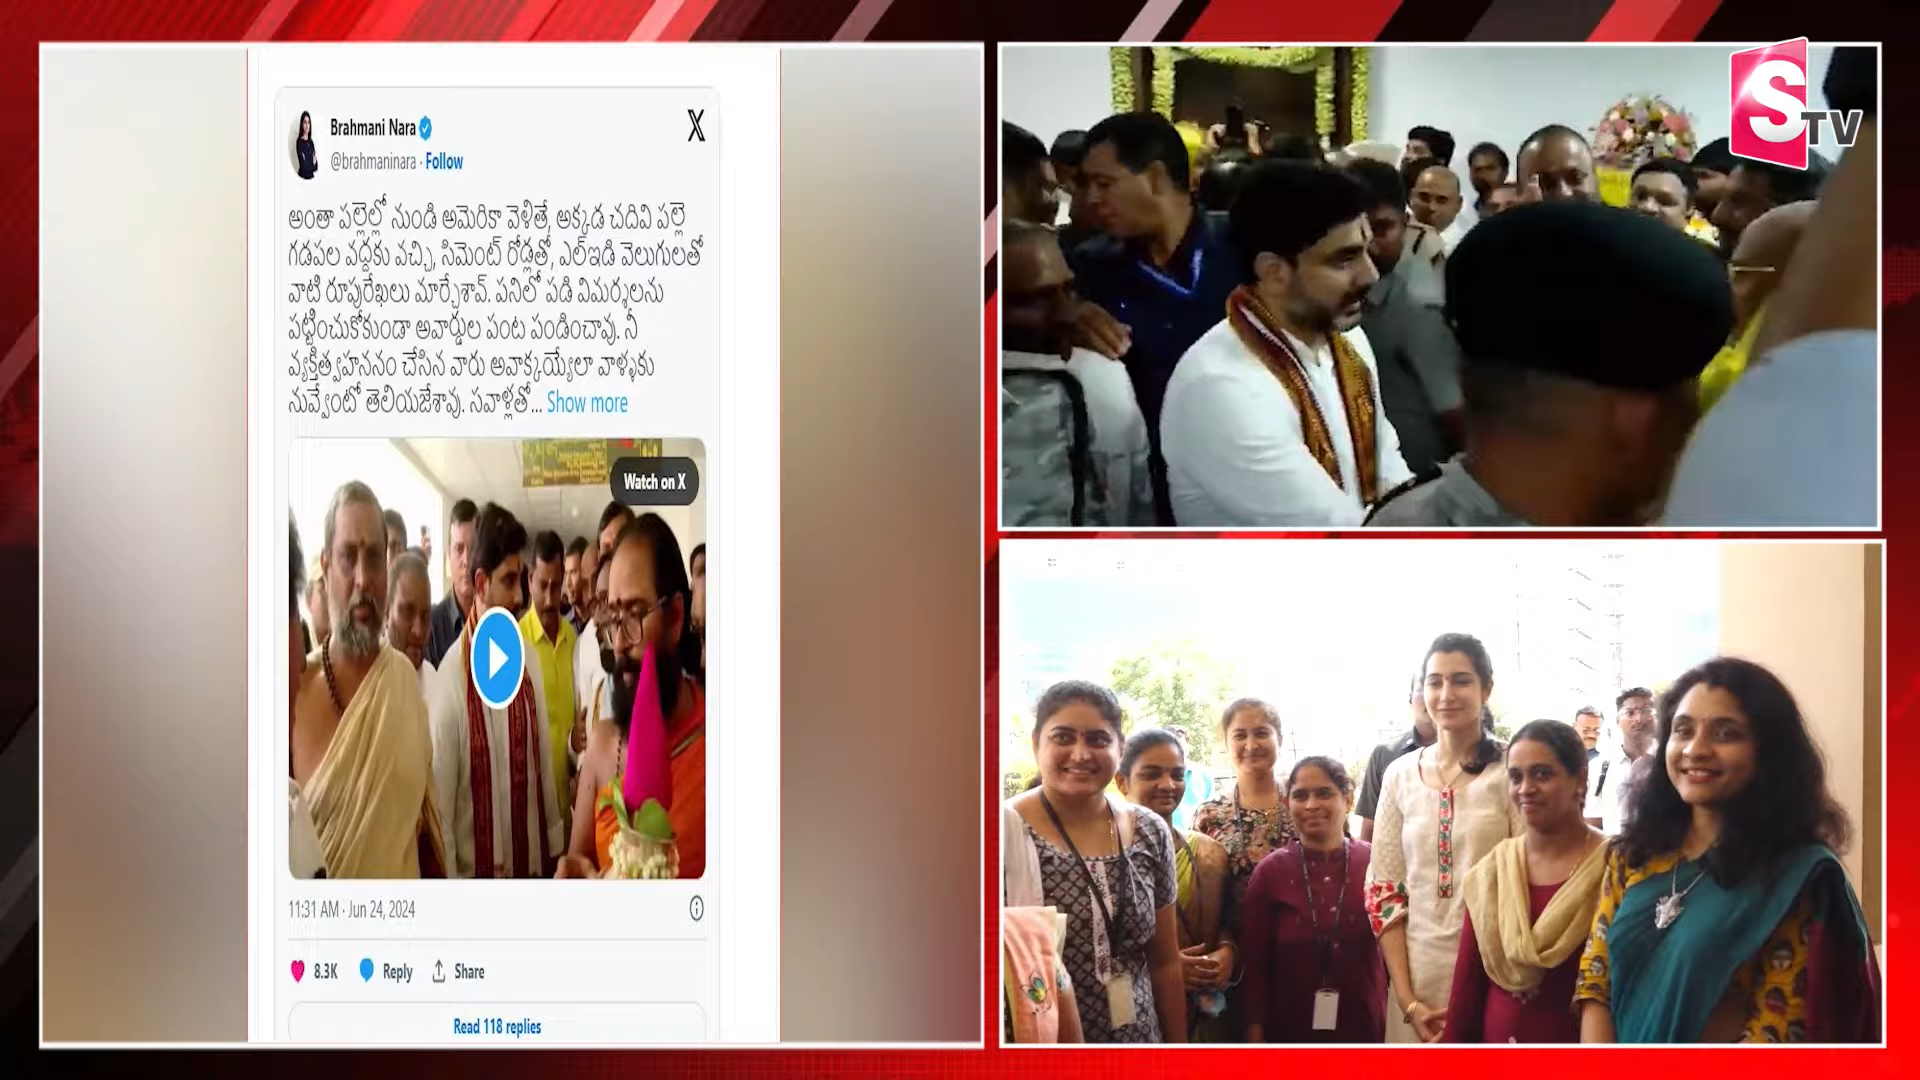 Brahmani Nara
@brahmaninara · Follow
X
అంతా పల్లెల్లో నుండి అమెరికా వెళితే, అక్కడ చదివి పల్లె
గడపల వద్దకు వచ్చి, సిమెంట్ రోడ్లతో, ఎల్ఇడి వెలుగులతో
వాటి రూపురేఖలు మార్చేశావ్. పనిలో పడి విమర్శలను
పట్టించుకోకుండా అవార్డుల పంట పండించావు. నీ
వ్యక్తిత్వహననం చేసిన వారు అవాక్కయ్యేలా వాళ్ళకు
నువ్వేంటో తెలియజేశావు. సవాళ్లతో... Show more
Watch on X
11:31 AM · Jun 24, 2024
8.3K Reply Share
Read 118 replies
S TV